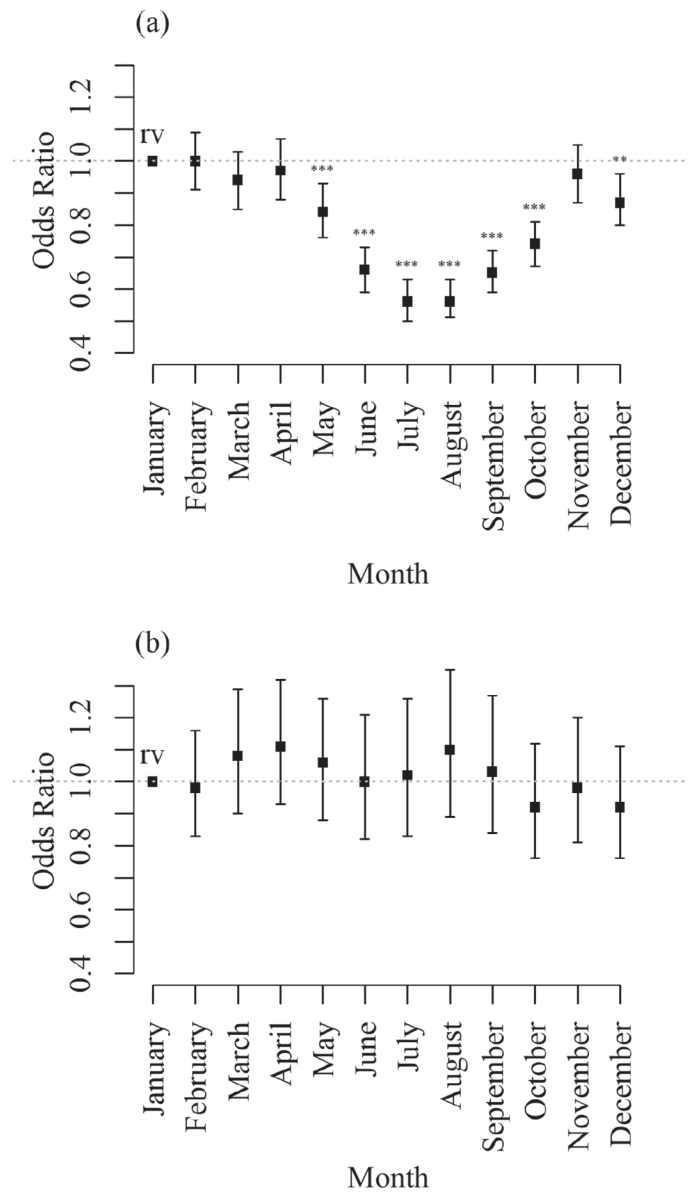 (a)
Odds Ratio
1.2
1.0
0.8
0.6
0.4
rv
***
***
***
***
***
***
**
January
February
March
April
May
June
July
August
September
October
November
December
Month
(b)
Odds Ratio
1.2
1.0
0.8
0.6
0.4
rv
January
February
March
April
May
June
July
August
September
October
November
December
Month